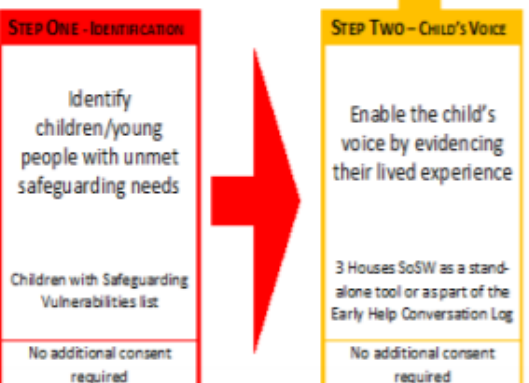 STEP ONE - IDENTIFICATION
Identify
children/young
people with unmet
safeguarding needs
Children with Safeguarding
Vulnerabilities list
No additional consent
required
STEP TWO – CHILD'S VOICE
Enable the child's
voice by evidencing
their lived experience
3 Houses SoSW as a stand-
alone tool or as part of the
Early Help Conversation Log
No additional consent
required